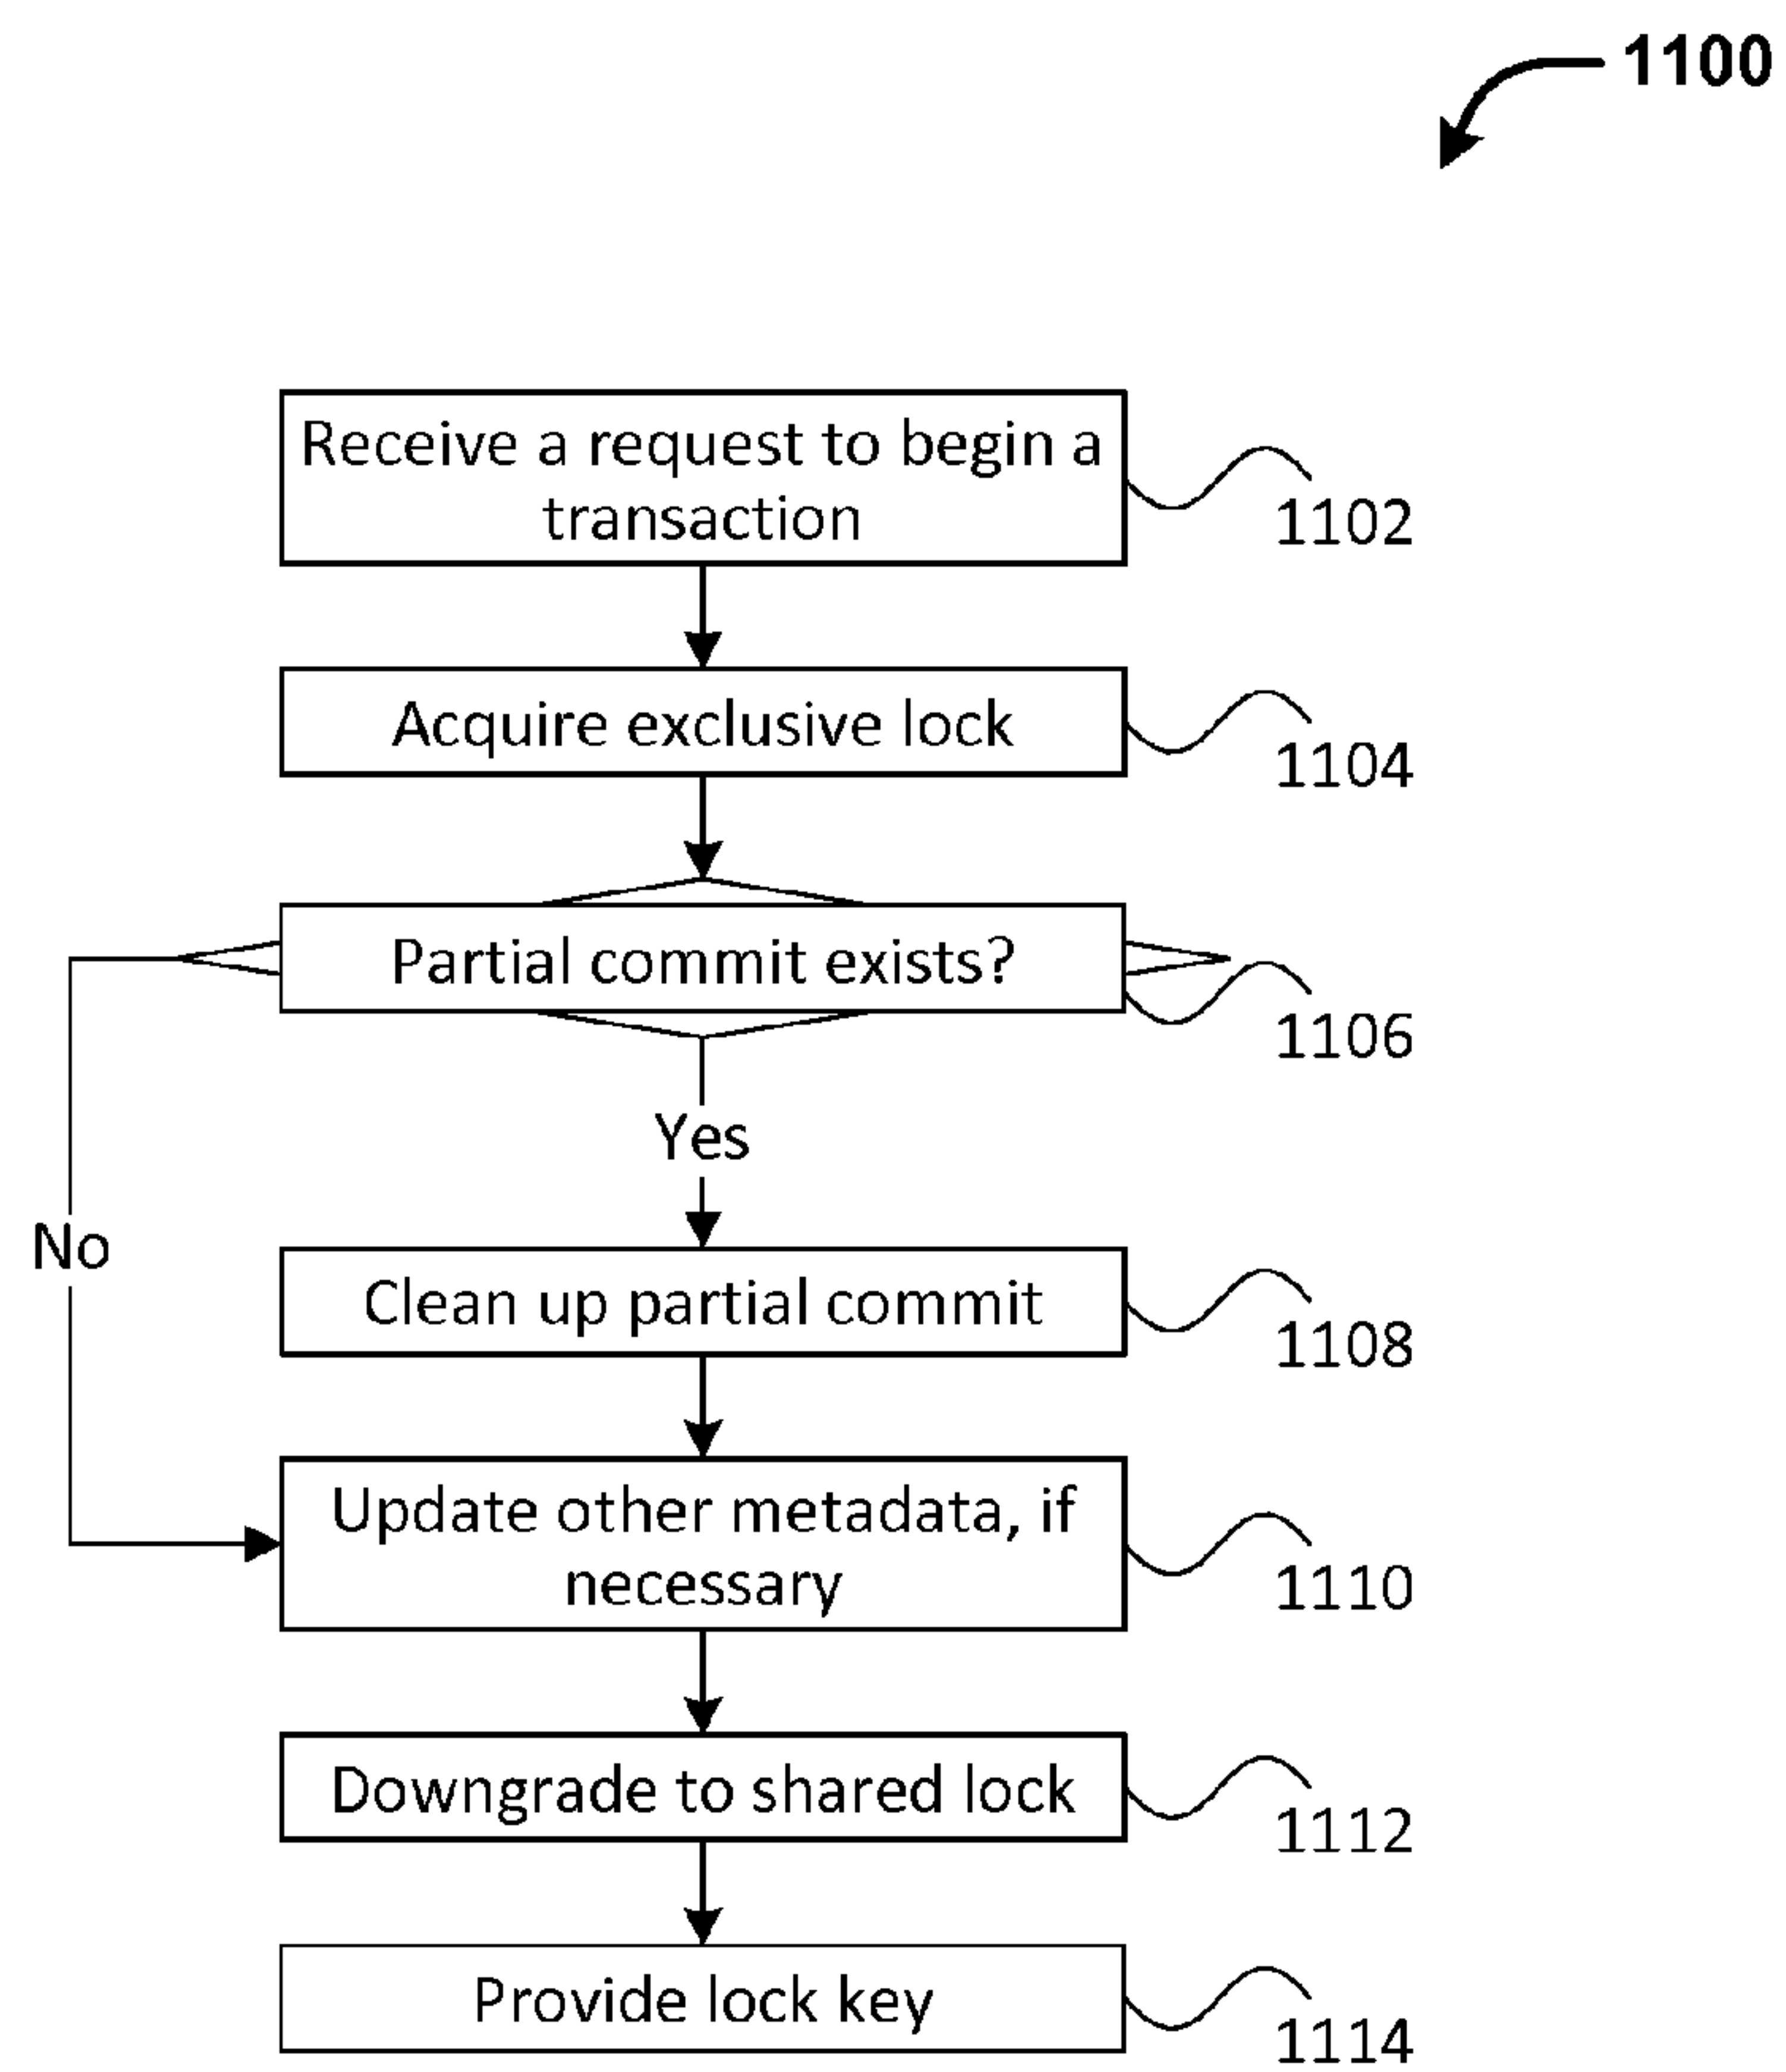 1100
Receive a request to begin a
transaction
1102
Acquire exclusive lock
1104
Partial commit exists?
1106
Yes
No
Clean up partial commit
1108
Update other metadata, if
necessary
1110
Downgrade to shared lock
1112
Provide lock key
1114